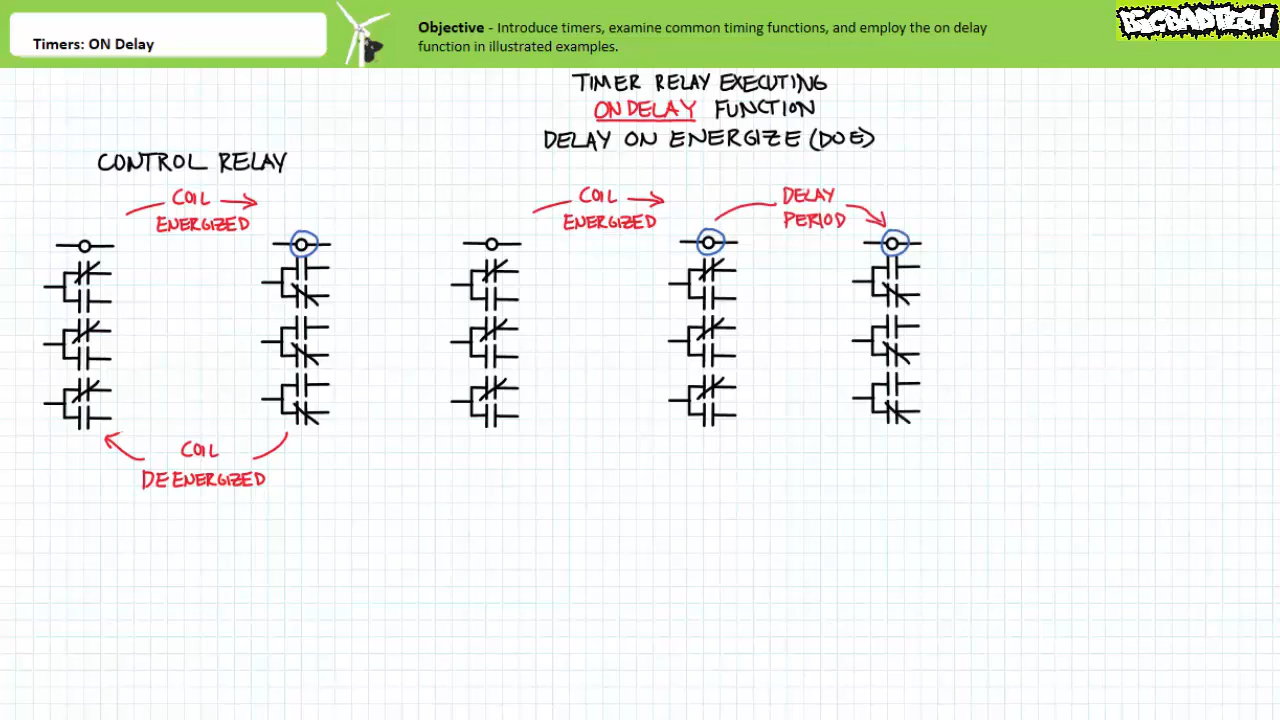 Timers: ON Delay
Objective - Introduce timers, examine common timing functions, and employ the on delay
function in illustrated examples.
BIGBADTECH
TIMER RELAY EXECUTING
ON DELAY FUNCTION
DELAY ON ENERGIZE (DOE)
CONTROL RELAY
COIL
ENERGIZED
COIL
ENERGIZED
DELAY
PERIOD
COIL
DEENERGIZED